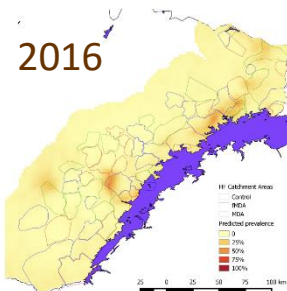 2016
HF Catchment Areas
Control
fMDA
MDA
Predicted prevalence
0
25%
50%
75%
100%
25 0 25 50 75 100 km